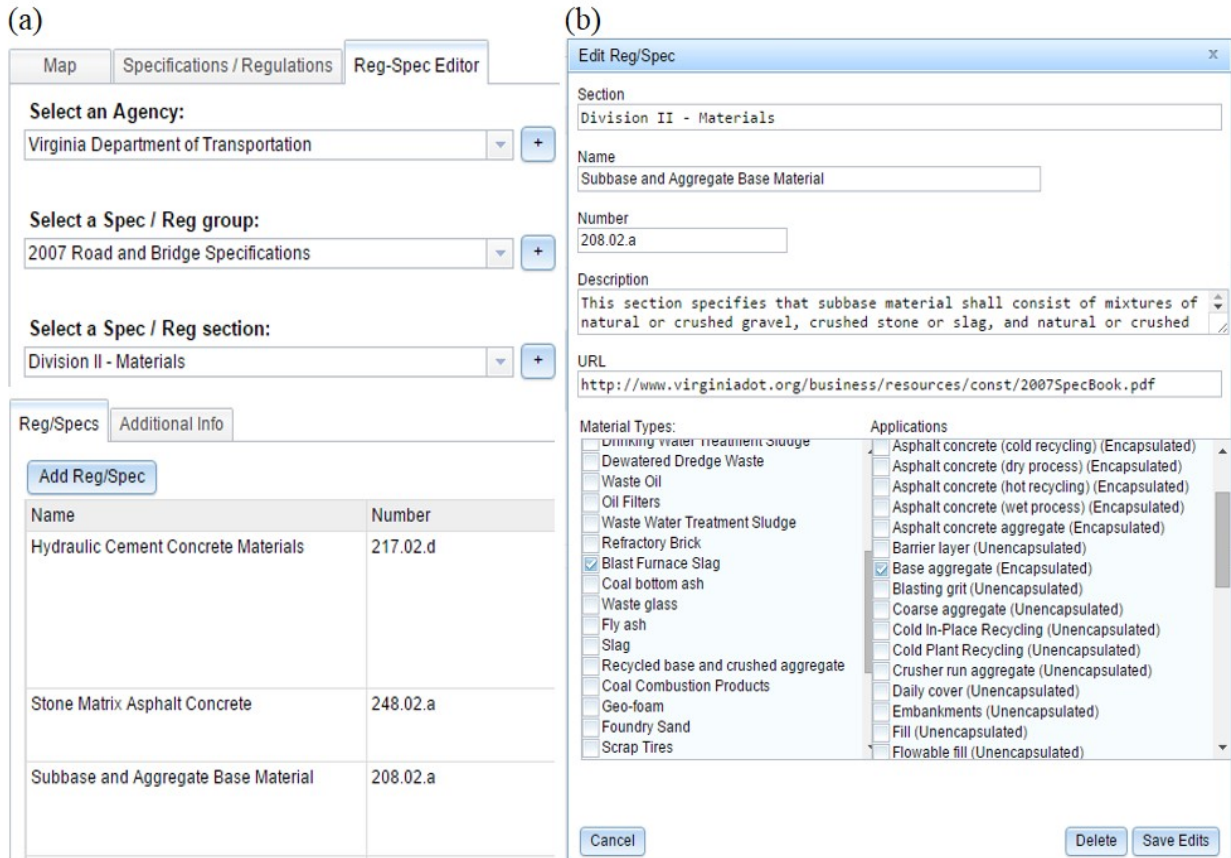 (a)
Map Specifications / Regulations Reg-Spec Editor
Select an Agency:
Virginia Department of Transportation +
Select a Spec / Reg group:
2007 Road and Bridge Specifications +
Select a Spec / Reg section:
Division II - Materials +
Reg/Specs Additional Info
Add Reg/Spec
Name Number
Hydraulic Cement Concrete Materials 217.02.d
Stone Matrix Asphalt Concrete 248.02.a
Subbase and Aggregate Base Material 208.02.a
(b)
Edit Reg/Spec x
Section
Division II - Materials
Name
Subbase and Aggregate Base Material
Number
208.02.a
Description
This section specifies that subbase material shall consist of mixtures of
natural or crushed gravel, crushed stone or slag, and natural or crushed
URL
http://www.virginiadot.org/business/resources/const/2007SpecBook.pdf
Material Types:
Drinking Water Treatment Sludge
Dewatered Dredge Waste
Waste Oil
Oil Filters
Waste Water Treatment Sludge
Refractory Brick
Blast Furnace Slag
Coal bottom ash
Waste glass
Fly ash
Slag
Recycled base and crushed aggregate
Coal Combustion Products
Geo-foam
Foundry Sand
Scrap Tires
Applications
Asphalt concrete (cold recycling) (Encapsulated)
Asphalt concrete (dry process) (Encapsulated)
Asphalt concrete (hot recycling) (Encapsulated)
Asphalt concrete (wet process) (Encapsulated)
Asphalt concrete aggregate (Encapsulated)
Barrier layer (Unencapsulated)
Base aggregate (Encapsulated)
Blasting grit (Unencapsulated)
Coarse aggregate (Unencapsulated)
Cold In-Place Recycling (Unencapsulated)
Cold Plant Recycling (Unencapsulated)
Crusher run aggregate (Unencapsulated)
Daily cover (Unencapsulated)
Embankments (Unencapsulated)
Fill (Unencapsulated)
Flowable fill (Unencapsulated)
Cancel Delete Save Edits